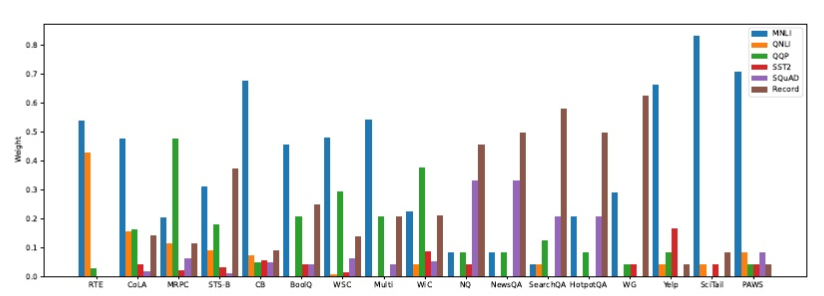 Weight
0.8
0.7
0.6
0.5
0.4
0.3
0.2
0.1
0.0
RTE CoLA MRPC STS-B CB BoolQ WSC Multi WiC NQ NewsQA SearchQA HotpotQA WG Yelp SciTail PAWS
MNLI
QNLI
QQP
SST2
SQuAD
Record